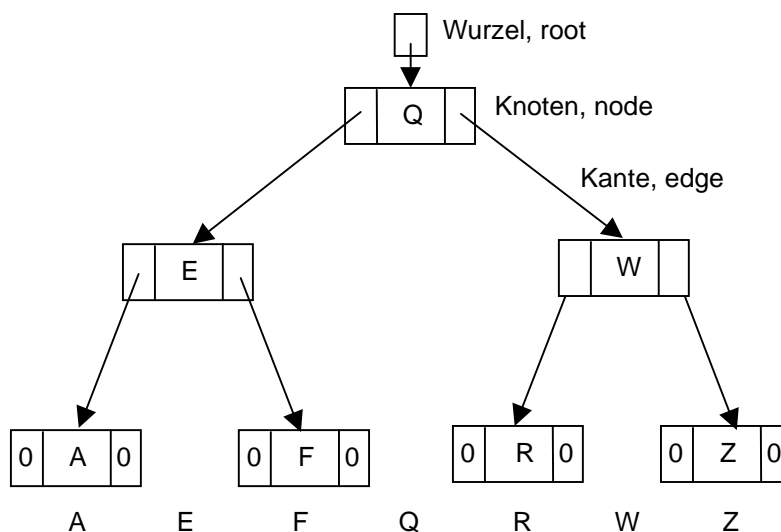 Wurzel, root
Q
Knoten, node
Kante, edge
E
W
0 A 0
0 F 0
0 R 0
0 Z 0
A E F Q R W Z